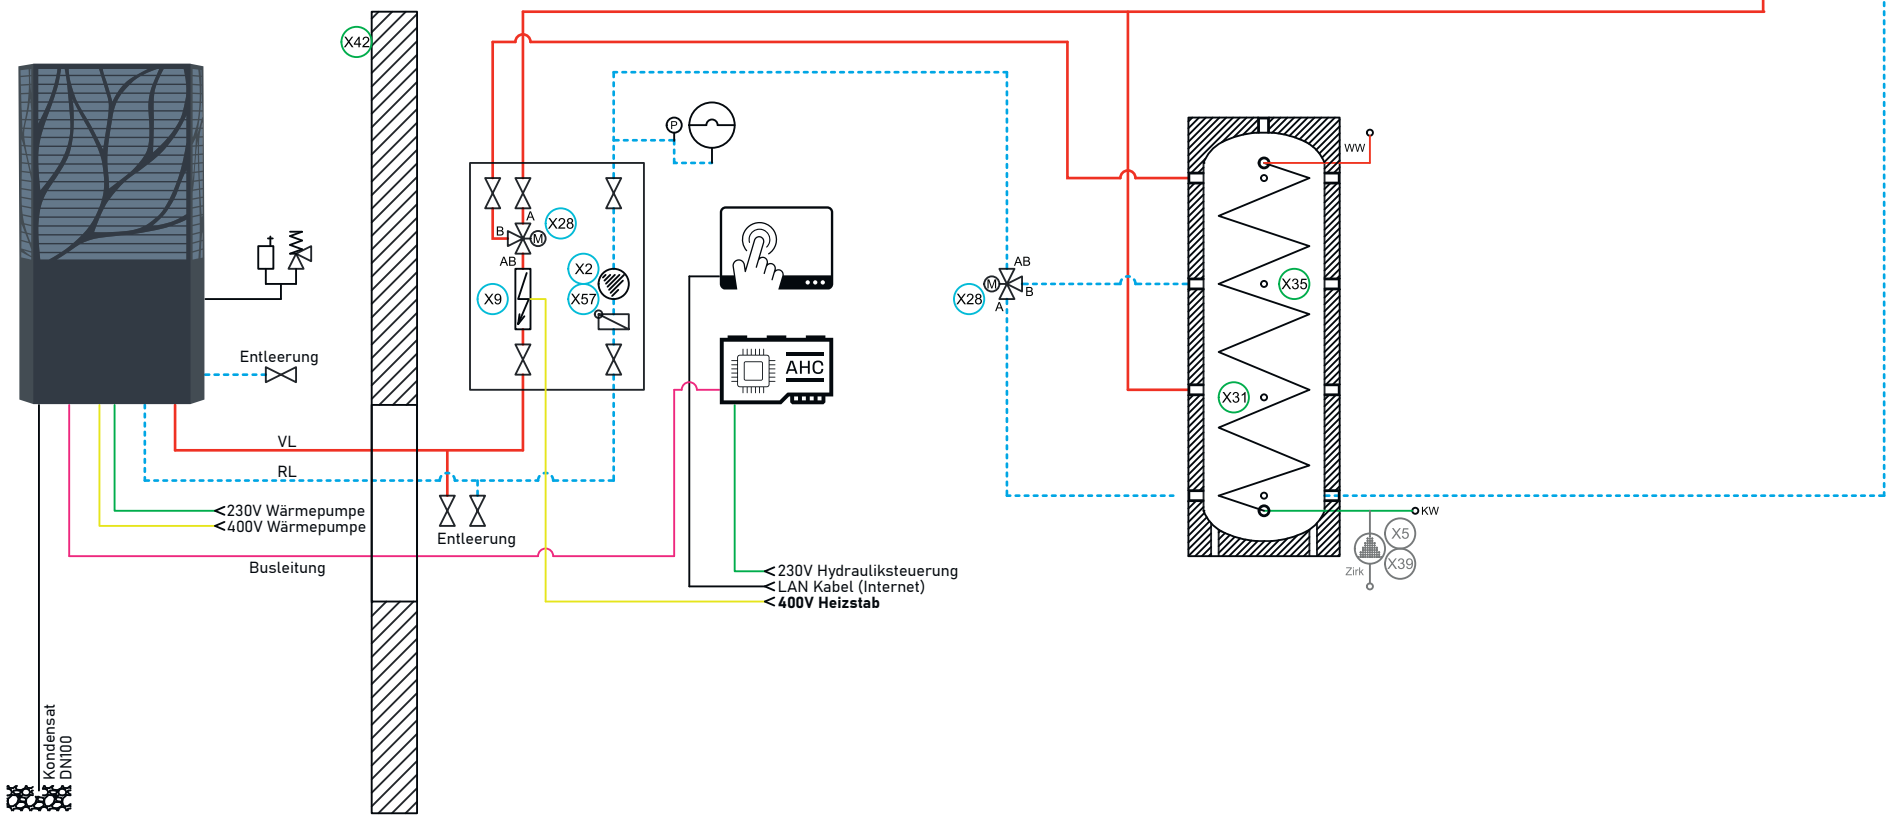 X42
P
WW
A
X28
B
M
AB
X2
X9
X57
AB
M
X28
B
A
X35
Entleerung
AHC
X31
VL
RL
230V Wärmepumpe
400V Wärmepumpe
Entleerung
KW
X5
Zirk
X39
Busleitung
230V Hydrauliksteuerung
LAN Kabel (Internet)
400V Heizstab
Kondensat
DN100